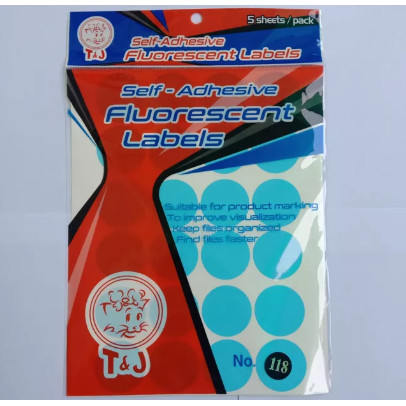 5 sheets / pack
Self-Adhesive
Fluorescent Labels
T&J
Self - Adhesive
Fluorescent
Labels
Suitable for product marking
To improve visualization
Keep files organized
Find files faster
T&J
No. 118